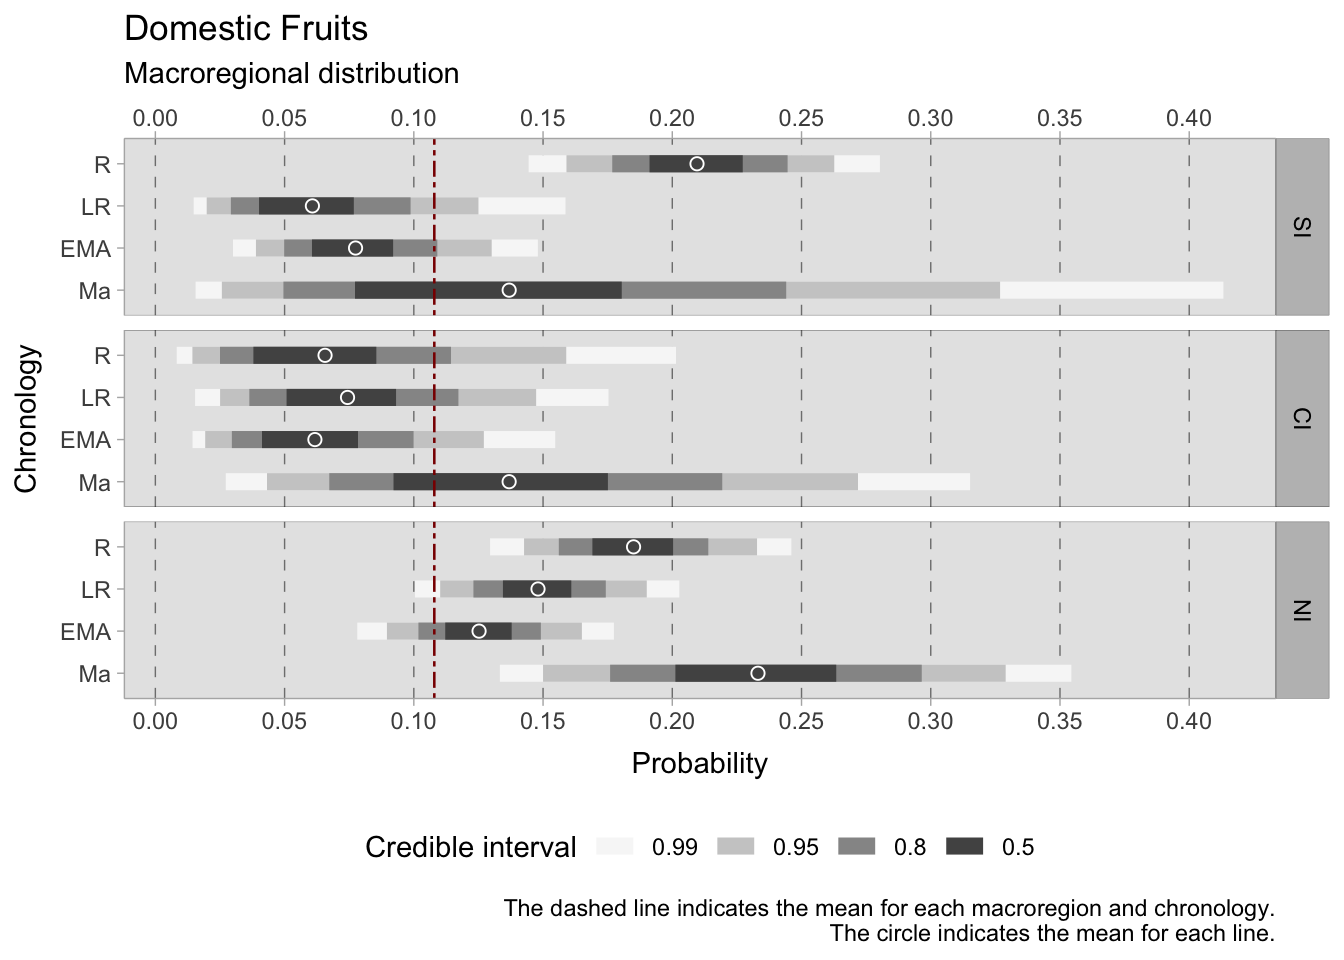 Domestic Fruits
Macroregional distribution
0.00 0.05 0.10 0.15 0.20 0.25 0.30 0.35 0.40
R
LR
EMA
Ma
SI
Chronology
R
LR
EMA
Ma
CI
R
LR
EMA
Ma
NI
0.00 0.05 0.10 0.15 0.20 0.25 0.30 0.35 0.40
Probability
Credible interval 0.99 0.95 0.8 0.5
The dashed line indicates the mean for each macroregion and chronology.
The circle indicates the mean for each line.